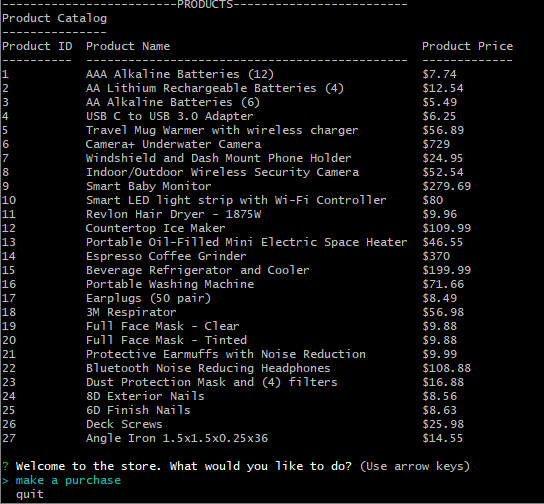 -------------------------PRODUCTS-------------------------
Product Catalog
---------------
Product ID  Product Name                                    Product Price
----------  ----------------------------------------------  -------------
1           AAA Alkaline Batteries (12)                     $7.74
2           AA Lithium Rechargeable Batteries (4)           $12.54
3           AA Alkaline Batteries (6)                       $5.49
4           USB C to USB 3.0 Adapter                        $6.25
5           Travel Mug Warmer with wireless charger         $56.89
6           Camera+ Underwater Camera                       $729
7           Windshield and Dash Mount Phone Holder          $24.95
8           Indoor/Outdoor Wireless Security Camera         $52.54
9           Smart Baby Monitor                              $279.69
10          Smart LED light strip with Wi-Fi Controller     $80
11          Revlon Hair Dryer - 1875W                       $9.96
12          Countertop Ice Maker                            $109.99
13          Portable Oil-Filled Mini Electric Space Heater  $46.55
14          Espresso Coffee Grinder                         $370
15          Beverage Refrigerator and Cooler                $199.99
16          Portable Washing Machine                        $71.66
17          Earplugs (50 pair)                              $8.49
18          3M Respirator                                   $56.98
19          Full Face Mask - Clear                          $9.88
20          Full Face Mask - Tinted                         $9.88
21          Protective Earmuffs with Noise Reduction        $9.99
22          Bluetooth Noise Reducing Headphones             $108.88
23          Dust Protection Mask and (4) filters            $16.88
24          8D Exterior Nails                               $8.56
25          6D Finish Nails                                 $8.63
26          Deck Screws                                     $25.98
27          Angle Iron 1.5x1.5x0.25x36                      $14.55
? Welcome to the store. What would you like to do? (Use arrow keys)
> make a purchase
  quit